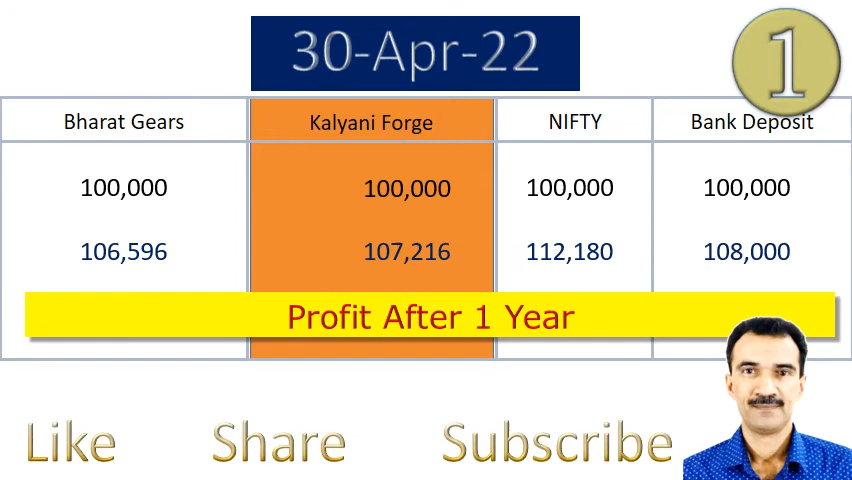 30-Apr-22
1
Bharat Gears Kalyani Forge NIFTY Bank Deposit
100,000 100,000 100,000 100,000
106,596 107,216 112,180 108,000
Profit After 1 Year
Like Share Subscribe